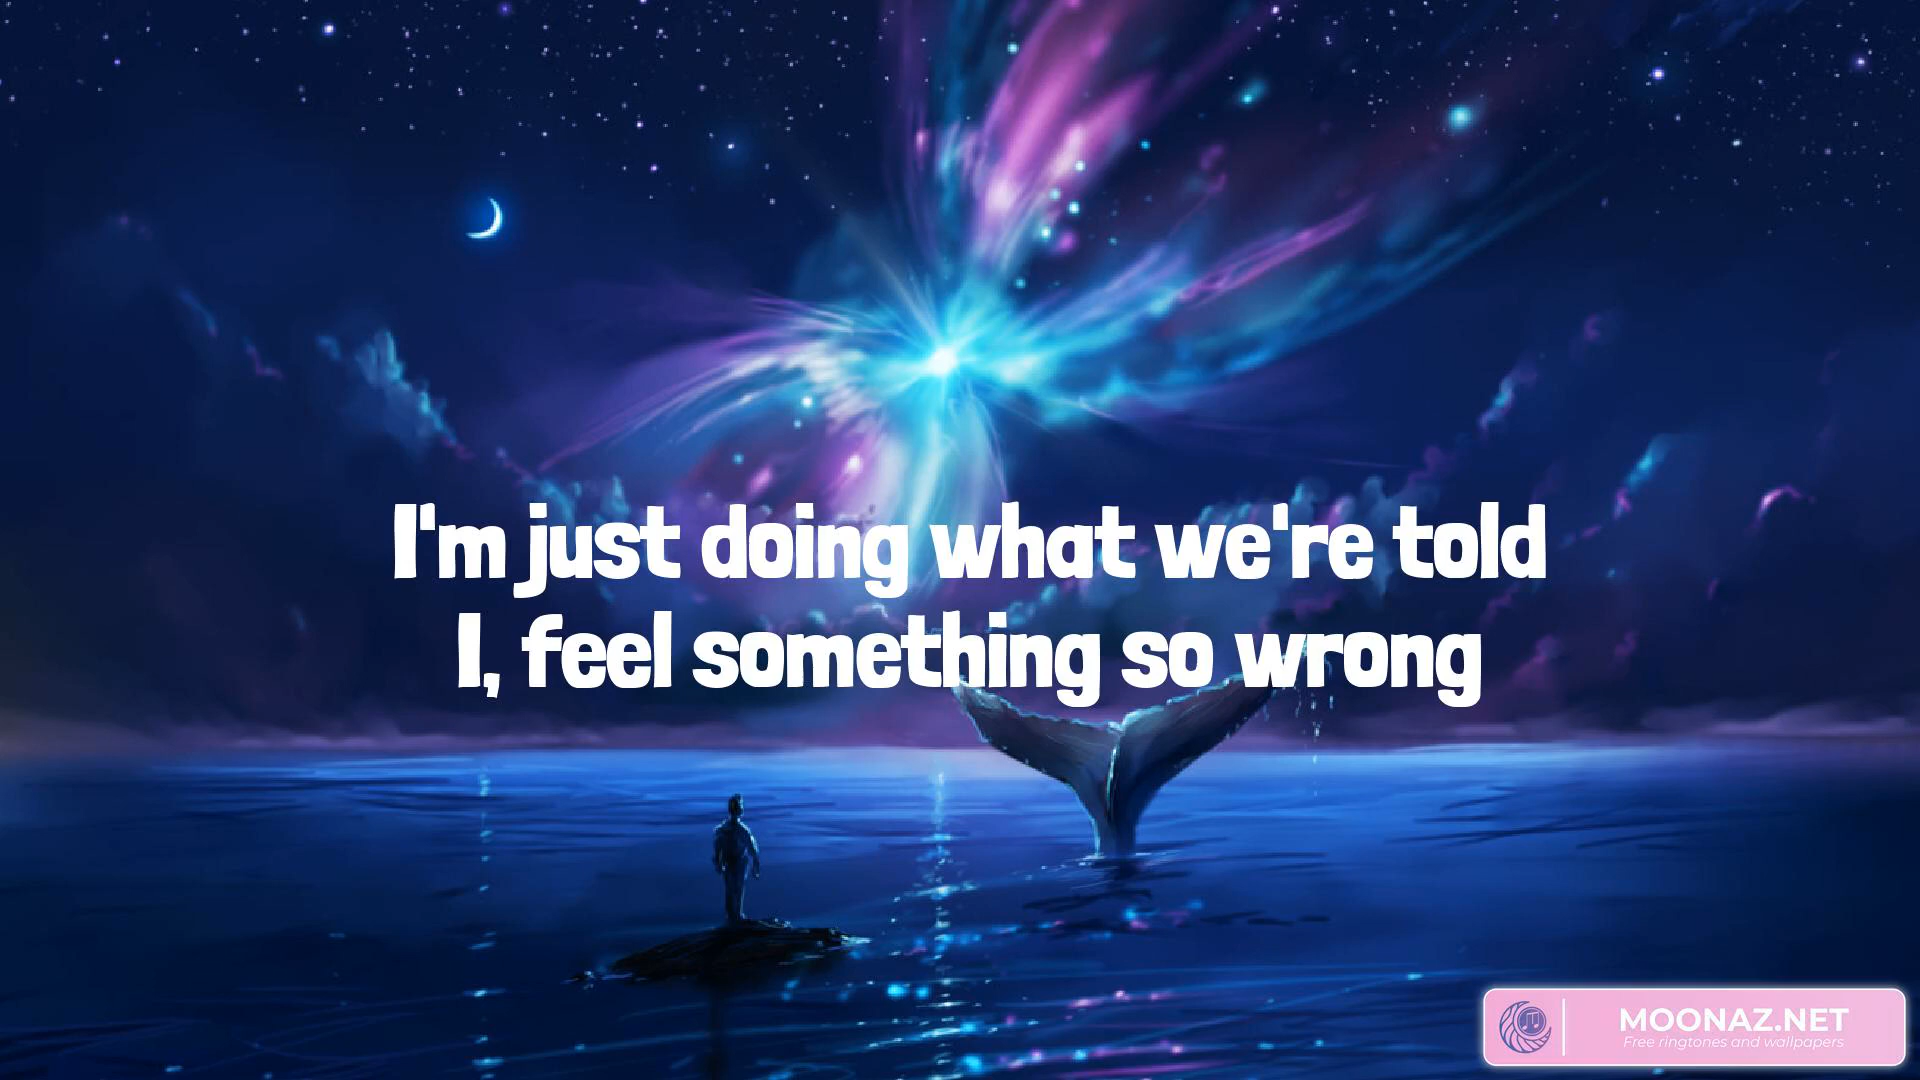 I'm just doing what we're told
I, feel something so wrong
MOONAZ.NET
Free ringtones and wallpapers